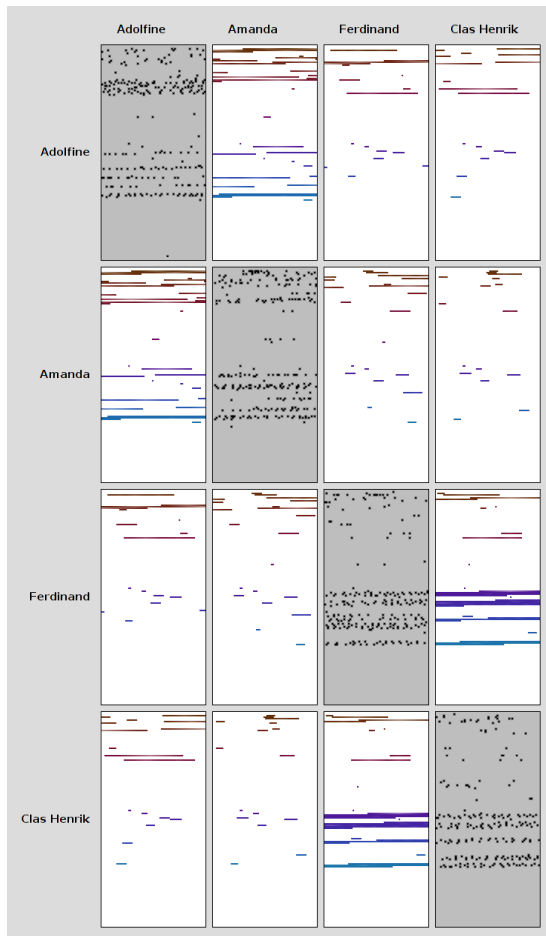 Adolfine Amanda Ferdinand Clas Henrik
Adolfine
Amanda
Ferdinand
Clas Henrik